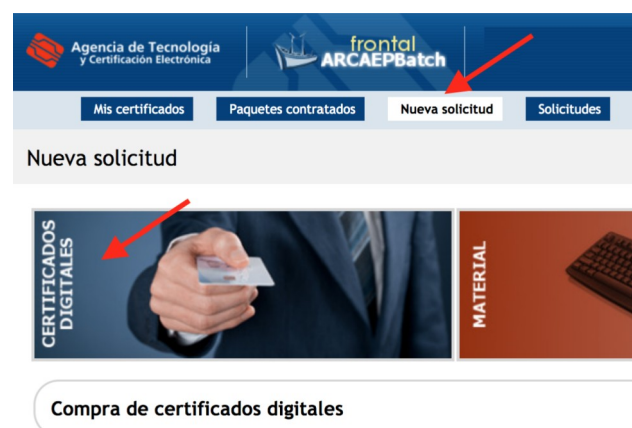 Agencia de Tecnología
y Certificación Electrónica
frontal
ARCAEPBatch
Mis certificados
Paquetes contratados
Nueva solicitud
Solicitudes
Nueva solicitud
CERTIFICADOS
DIGITALES
MATERIAL
Compra de certificados digitales